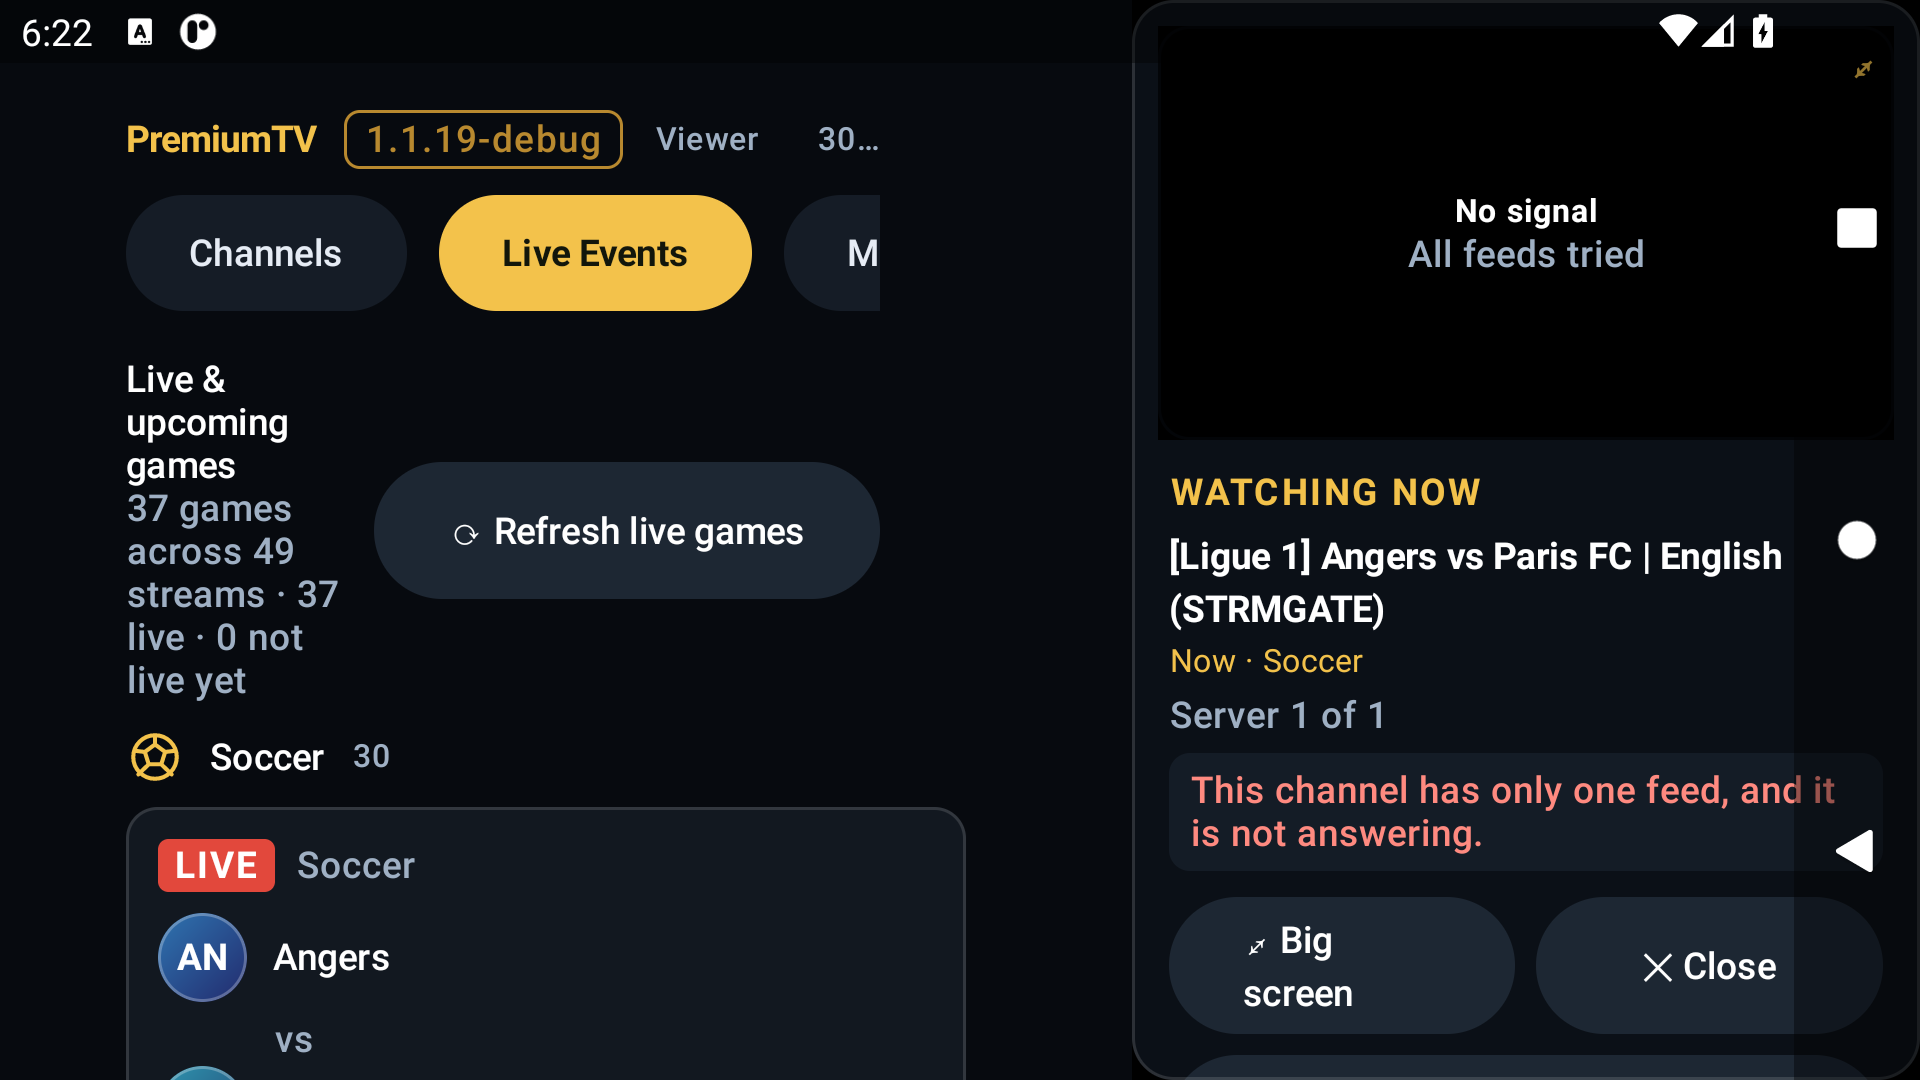 6:22
PremiumTV 1.1.19-debug Viewer 30…
Channels Live Events M
Live &
upcoming
games
37 games
across 49
streams · 37
live · 0 not
live yet
Refresh live games
Soccer 30
LIVE Soccer
AN Angers
vs
No signal
All feeds tried
WATCHING NOW
[Ligue 1] Angers vs Paris FC | English
(STRMGATE)
Now · Soccer
Server 1 of 1
This channel has only one feed, and it
is not answering.
Big
screen
Close